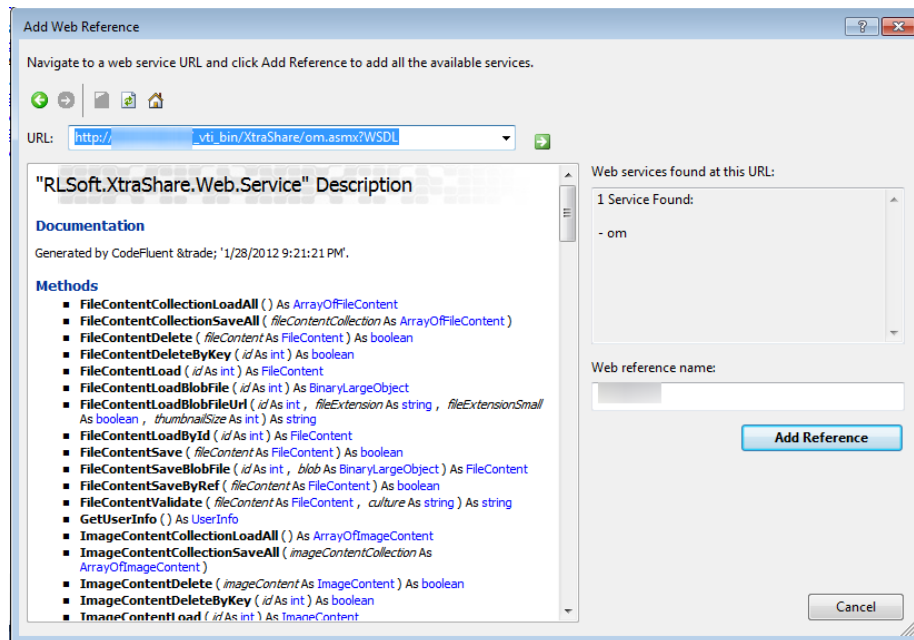 Add Web Reference
Navigate to a web service URL and click Add Reference to add all the available services.
URL:
http:// _vti_bin/XtraShare/om.asmx?WSDL
"RLSoft.XtraShare.Web.Service" Description
Documentation
Generated by CodeFluent &trade; '1/28/2012 9:21:21 PM'.
Methods
FileContentCollectionLoadAll () As ArrayOfFileContent
FileContentCollectionSaveAll ( fileContentCollection As ArrayOfFileContent )
FileContentDelete ( fileContent As FileContent ) As boolean
FileContentDeleteByKey ( id As int ) As boolean
FileContentLoad ( id As int ) As FileContent
FileContentLoadBlobFile ( id As int ) As BinaryLargeObject
FileContentLoadBlobFileUrl ( id As int , fileExtension As string , fileExtensionSmall
As boolean , thumbnailSize As int ) As string
FileContentLoadById ( id As int ) As FileContent
FileContentSave ( fileContent As FileContent ) As boolean
FileContentSaveBlobFile ( id As int , blob As BinaryLargeObject ) As FileContent
FileContentSaveByRef ( fileContent As FileContent ) As boolean
FileContentValidate ( fileContent As FileContent , culture As string ) As string
GetUserInfo () As UserInfo
ImageContentCollectionLoadAll () As ArrayOfImageContent
ImageContentCollectionSaveAll ( imageContentCollection As
ArrayOfImageContent )
ImageContentDelete ( imageContent As ImageContent ) As boolean
ImageContentDeleteByKey ( id As int ) As boolean
ImageContentLoad ( id As int ) As ImageContent
Web services found at this URL:
1 Service Found:
- om
Web reference name:
Add Reference
Cancel